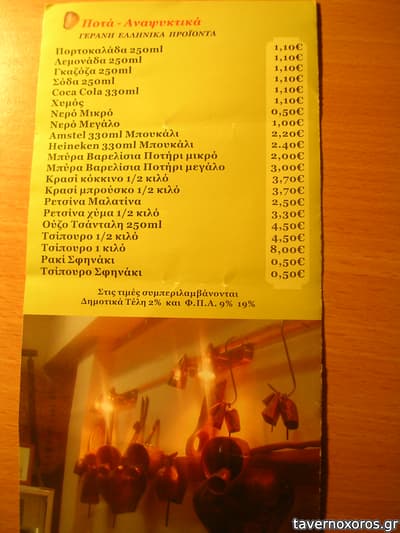 Ποτά - Αναψυκτικά
ΓΕΡΑΝΗ ΕΛΛΗΝΙΚΑ ΠΡΟΪΟΝΤΑ
Πορτοκαλάδα 250ml 1,10€
Λεμονάδα 250ml 1,10€
Γκαζόζα 250ml 1,10€
Σόδα 250ml 1,10€
Coca Cola 330ml 1,10€
Χυμός 1,10€
Νερό Μικρό 0,50€
Νερό Μεγάλο 1,00€
Amstel 330ml Μπουκάλι 2,20€
Heineken 330ml Μπουκάλι 2.40€
Μπύρα Βαρελίσια Ποτήρι μικρό 2,00€
Μπύρα Βαρελίσια Ποτήρι μεγάλο 3,00€
Κρασί κόκκινο 1/2 κιλό 3,70€
Κρασί μπρούσκο 1/2 κιλό 3,70€
Ρετσίνα Μαλατίνα 2,50€
Ρετσίνα χύμα 1/2 κιλό 3,30€
Ούζο Τσάνταλη 250ml 4,50€
Τσίπουρο 1/2 κιλό 4,50€
Τσίπουρο 1 κιλό 8,00€
Ρακί Σφηνάκι 0,50€
Τσίπουρο Σφηνάκι 0,50€
Στις τιμές συμπεριλαμβάνονται
Δημοτικά Τέλη 2% και Φ.Π.Α. 9% 19%
tavernoxoros.gr